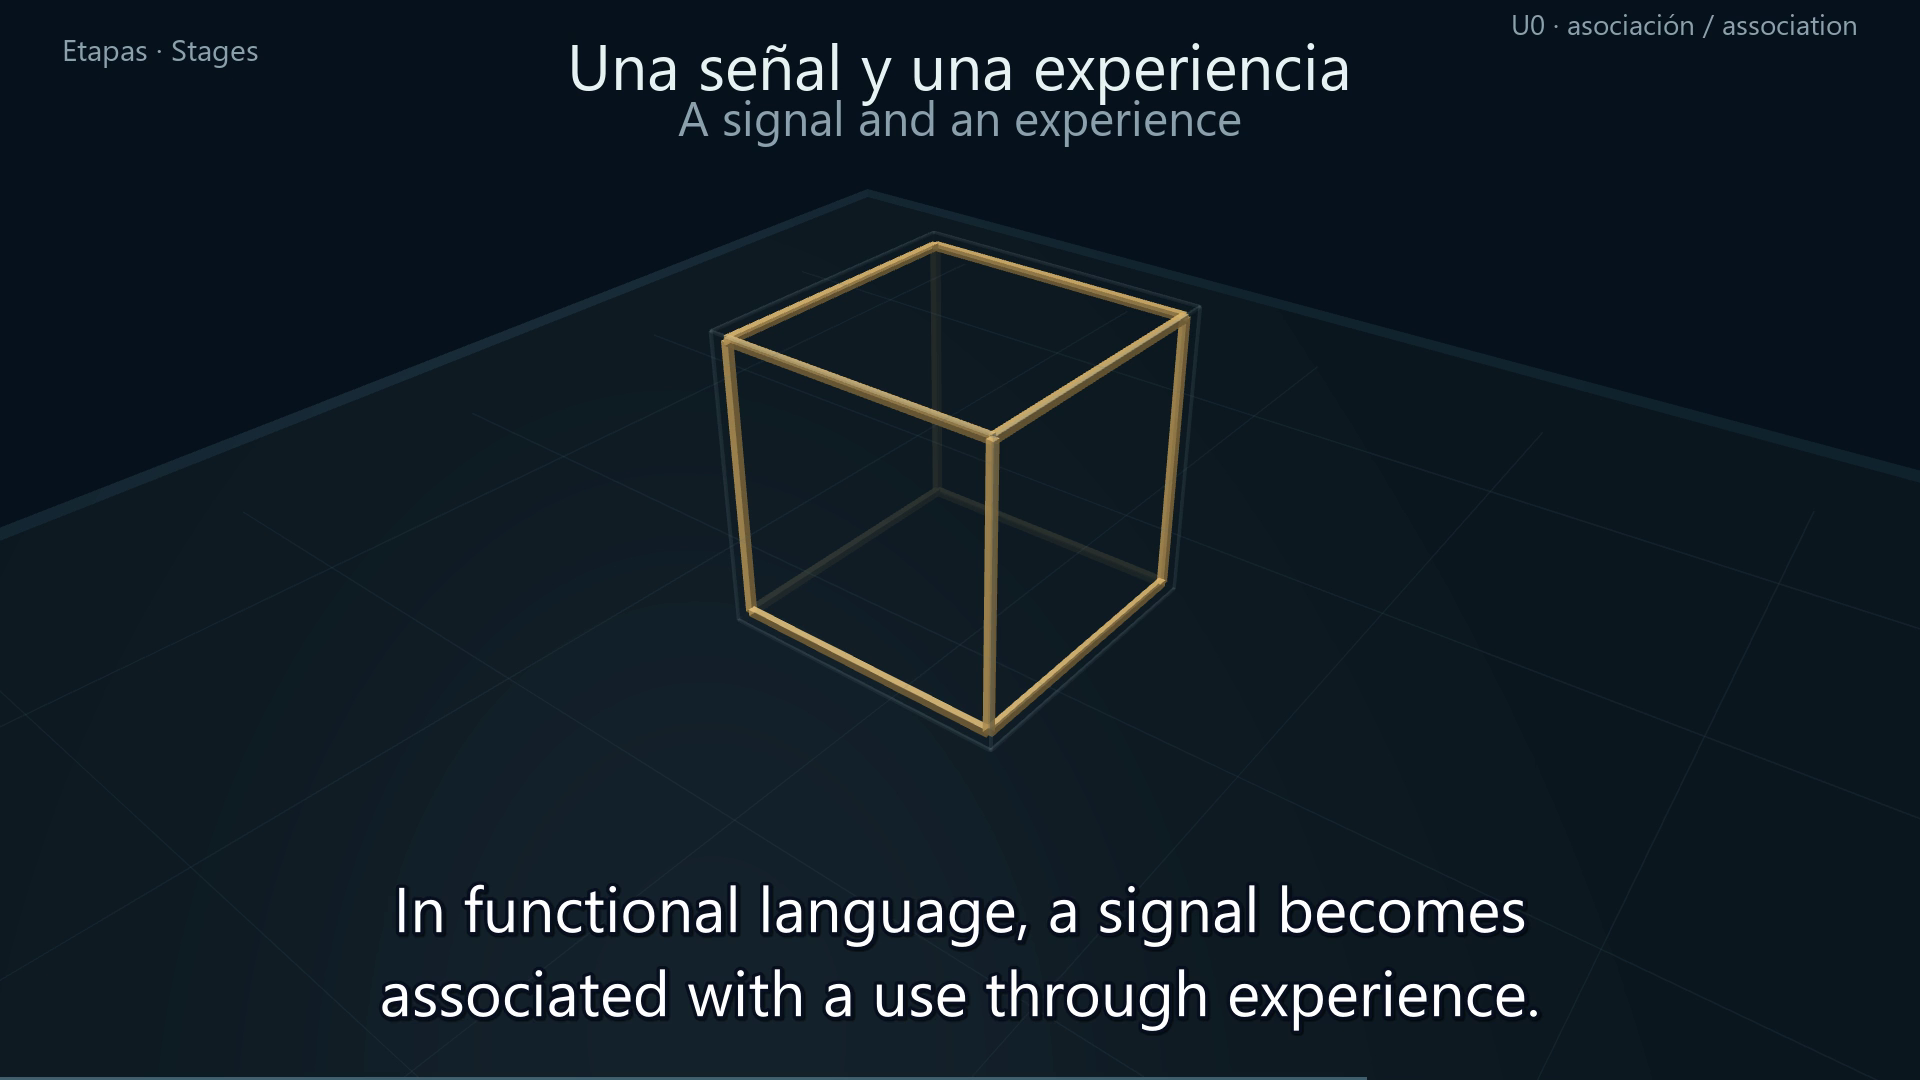 Etapas · Stages
U0 · asociación / association
Una señal y una experiencia
A signal and an experience
In functional language, a signal becomes
associated with a use through experience.